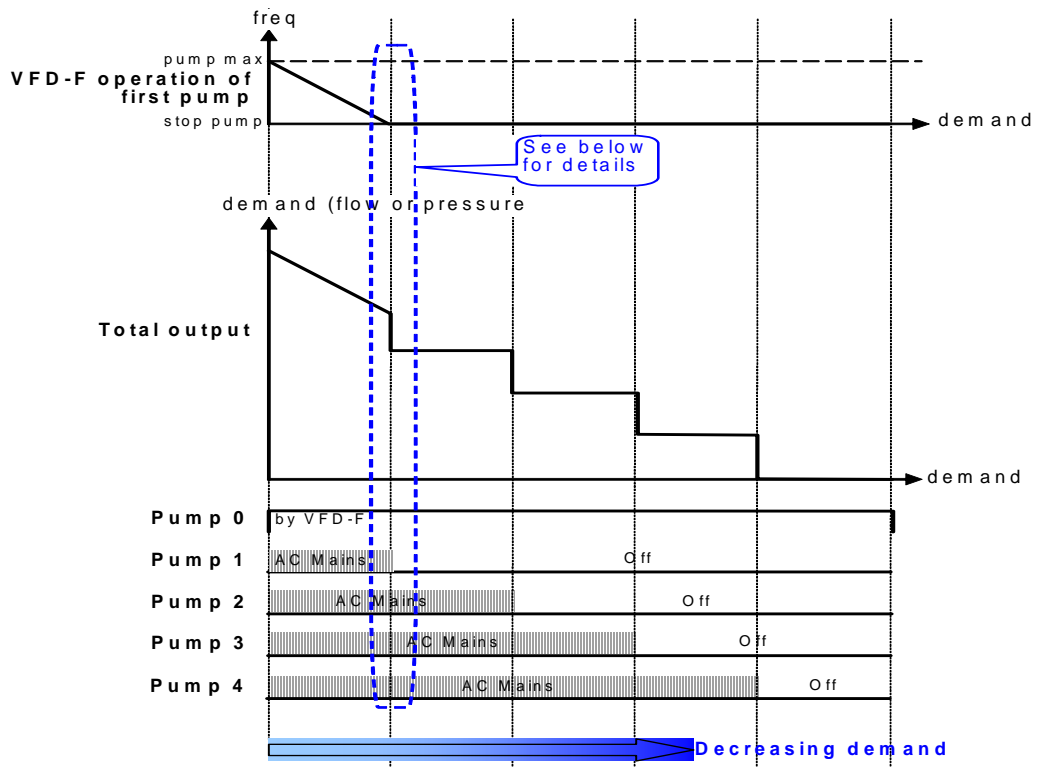 freq
pump max
VFD-F operation of
first pump
stop pump
demand
See below
for details
demand (flow or pressure
Total output
demand
Pump 0
by VFD-F
Pump 1
AC Mains
Off
Pump 2
AC Mains
Off
Pump 3
AC Mains
Off
Pump 4
AC Mains
Off
Decreasing demand